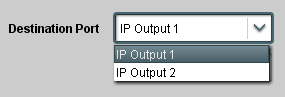 Destination Port IP Output 1
IP Output 1
IP Output 2